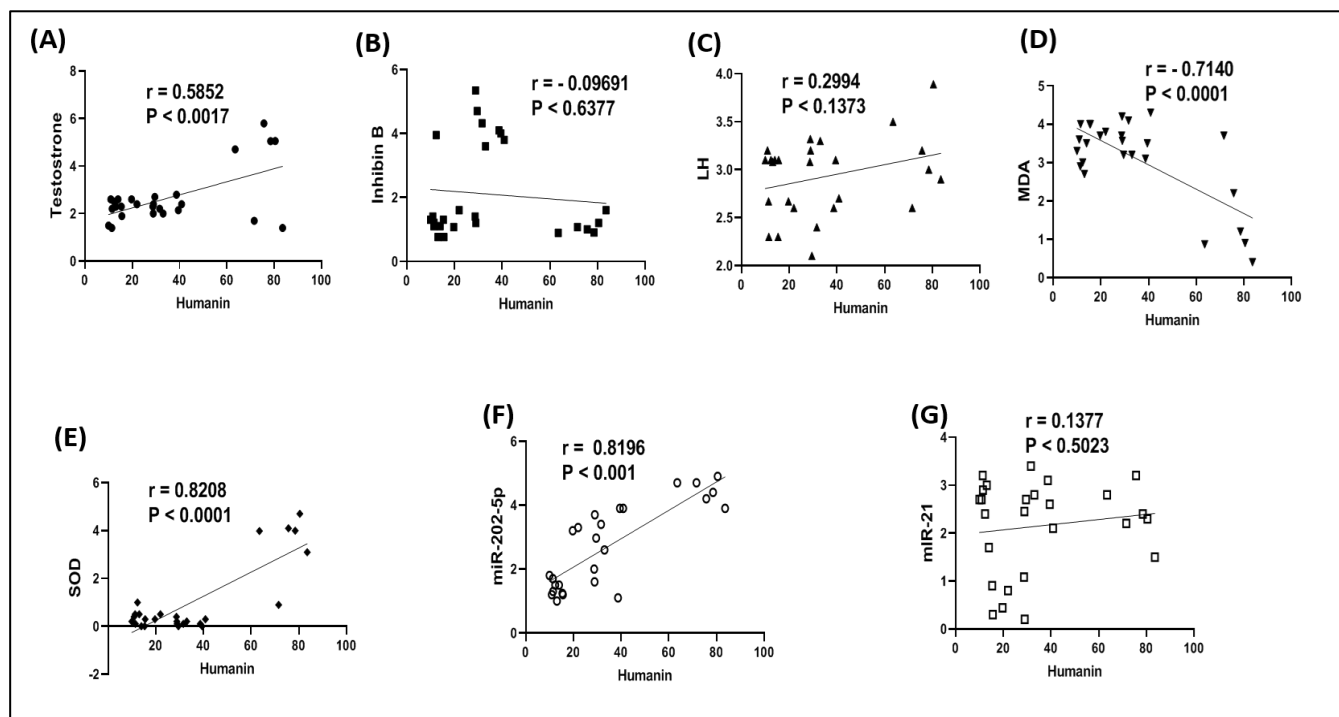 (A)
r = 0.5852
P < 0.0017
Testostrone
8
6
4
2
0
0 20 40 60 80 100
Humanin
(B)
r = - 0.09691
P < 0.6377
Inhibin B
6
4
2
0
0 20 40 60 80 100
Humanin
(C)
r = 0.2994
P < 0.1373
LH
4.0
3.5
3.0
2.5
2.0
0 20 40 60 80 100
Humanin
(D)
r = - 0.7140
P < 0.0001
MDA
5
4
3
2
1
0
0 20 40 60 80 100
Humanin
(E)
r = 0.8208
P < 0.0001
SOD
6
4
2
0
-2
20 40 60 80 100
Humanin
(F)
r = 0.8196
P < 0.001
miR-202-5p
6
4
2
0
0 20 40 60 80 100
Humanin
(G)
r = 0.1377
P < 0.5023
mIR-21
4
3
2
1
0
0 20 40 60 80 100
Humanin